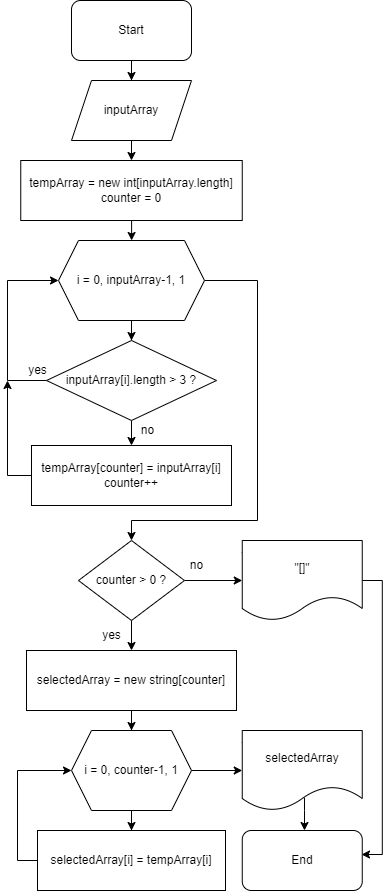 Start
inputArray
tempArray = new int[inputArray.length]
counter = 0
i = 0, inputArray-1, 1
yes
inputArray[i].length > 3 ?
no
tempArray[counter] = inputArray[i]
counter++
counter > 0 ?
no
"[]"
yes
selectedArray = new string[counter]
i = 0, counter-1, 1
selectedArray
selectedArray[i] = tempArray[i]
End